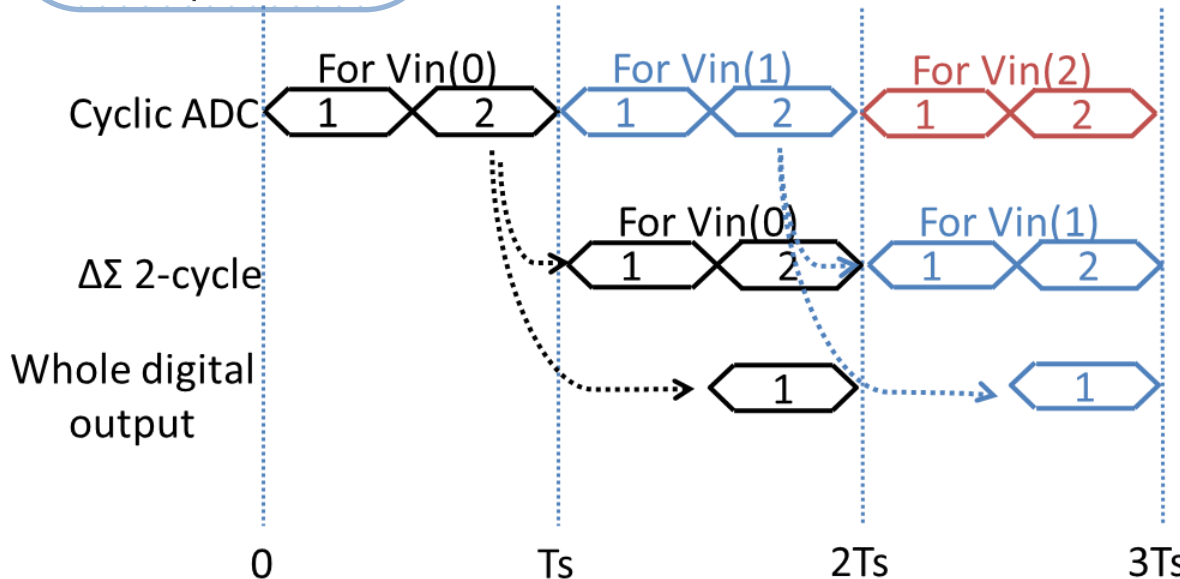 For Vin(0) For Vin(1) For Vin(2)
Cyclic ADC 1 2 1 2 1 2
For Vin(0) For Vin(1)
ΔΣ 2-cycle 1 2 1 2
Whole digital
output
1 1
0 Ts 2Ts 3Ts